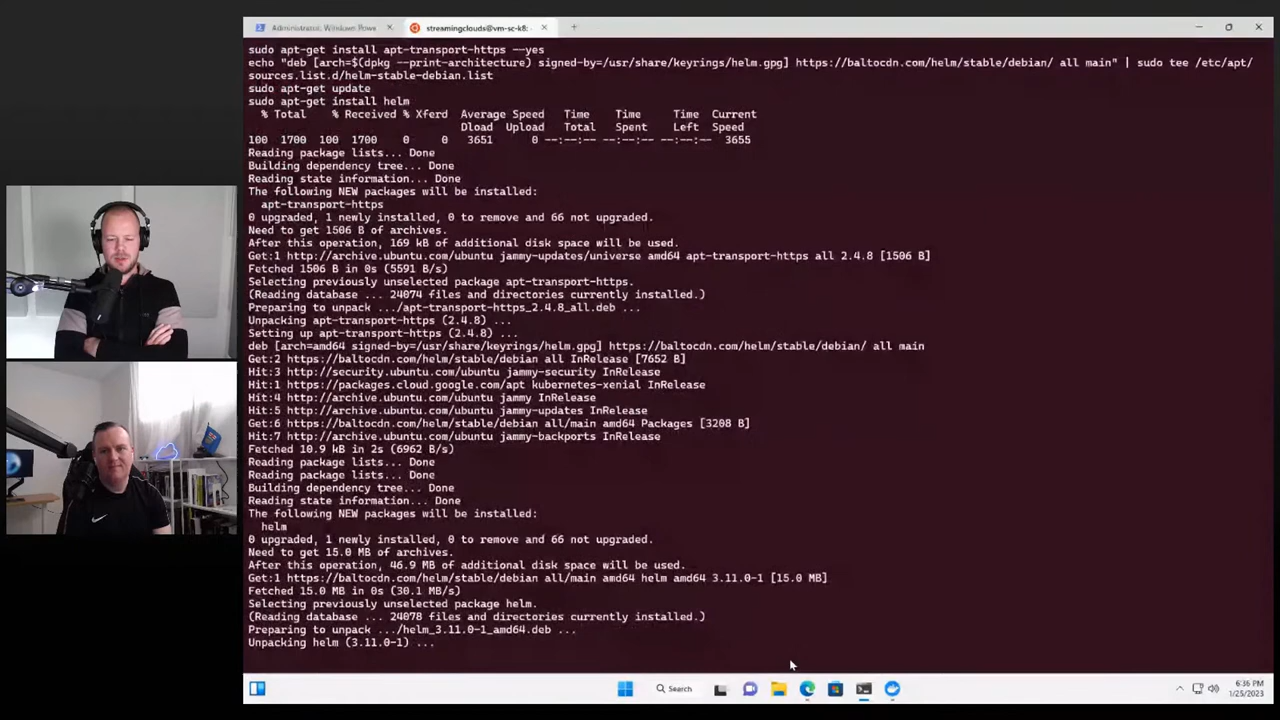 Administrator: Windows Powe
streamingclouds@vm-sc-k8:
sudo apt-get install apt-transport-https --yes
echo "deb [arch=$(dpkg --print-architecture) signed-by=/usr/share/keyrings/helm.gpg] https://baltocdn.com/helm/stable/debian/ all main" | sudo tee /etc/apt/
sources.list.d/helm-stable-debian.list
sudo apt-get update
sudo apt-get install helm
% Total % Received % Xferd Average Speed Time Time Time Current
Dload Upload Total Spent Left Speed
100 1700 100 1700 0 0 3651 0 --:--:-- --:--:-- --:--:-- 3655
Reading package lists... Done
Building dependency tree... Done
Reading state information... Done
The following NEW packages will be installed:
apt-transport-https
0 upgraded, 1 newly installed, 0 to remove and 66 not upgraded.
Need to get 1506 B of archives.
After this operation, 169 kB of additional disk space will be used.
Get:1 http://archive.ubuntu.com/ubuntu jammy-updates/universe amd64 apt-transport-https all 2.4.8 [1506 B]
Fetched 1506 B in 0s (5591 B/s)
Selecting previously unselected package apt-transport-https.
(Reading database ... 24074 files and directories currently installed.)
Preparing to unpack .../apt-transport-https_2.4.8_all.deb ...
Unpacking apt-transport-https (2.4.8) ...
Setting up apt-transport-https (2.4.8) ...
deb [arch=amd64 signed-by=/usr/share/keyrings/helm.gpg] https://baltocdn.com/helm/stable/debian/ all main
Get:2 https://baltocdn.com/helm/stable/debian all InRelease [7652 B]
Hit:3 http://security.ubuntu.com/ubuntu jammy-security InRelease
Hit:1 https://packages.cloud.google.com/apt kubernetes-xenial InRelease
Hit:4 http://archive.ubuntu.com/ubuntu jammy InRelease
Hit:5 http://archive.ubuntu.com/ubuntu jammy-updates InRelease
Get:6 https://baltocdn.com/helm/stable/debian all/main amd64 Packages [3208 B]
Hit:7 http://archive.ubuntu.com/ubuntu jammy-backports InRelease
Fetched 10.9 kB in 2s (6962 B/s)
Reading package lists... Done
Reading package lists... Done
Building dependency tree... Done
Reading state information... Done
The following NEW packages will be installed:
helm
0 upgraded, 1 newly installed, 0 to remove and 66 not upgraded.
Need to get 15.0 MB of archives.
After this operation, 46.9 MB of additional disk space will be used.
Get:1 https://baltocdn.com/helm/stable/debian all/main amd64 helm amd64 3.11.0-1 [15.0 MB]
Fetched 15.0 MB in 0s (30.1 MB/s)
Selecting previously unselected package helm.
(Reading database ... 24078 files and directories currently installed.)
Preparing to unpack .../helm_3.11.0-1_amd64.deb ...
Unpacking helm (3.11.0-1) ...
Search
6:36 PM
1/25/2023